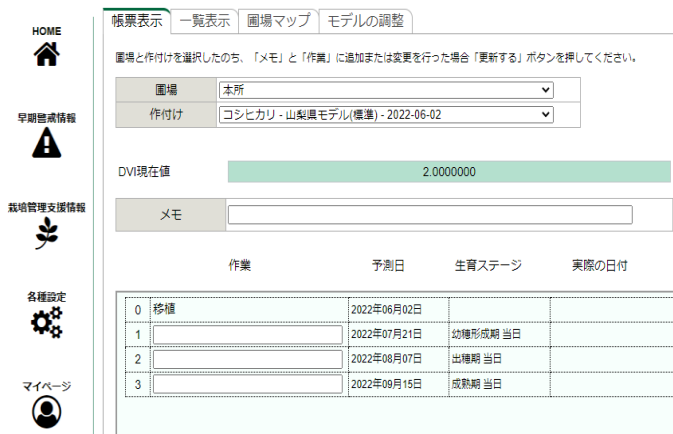 HOME
早期警戒情報
栽培管理支援情報
各種設定
マイページ
帳票表示 一覧表示 圃場マップ モデルの調整
圃場と作付けを選択したのち、「メモ」と「作業」に追加または変更を行った場合「更新する」ボタンを押してください。
圃場 本所
作付け コシヒカリ - 山梨県モデル(標準) - 2022-06-02
DVI現在値 2.0000000
メモ
作業 予測日 生育ステージ 実際の日付
0 移植 2022年06月02日
1 2022年07月21日 幼穂形成期 当日
2 2022年08月07日 出穂期 当日
3 2022年09月15日 成熟期 当日